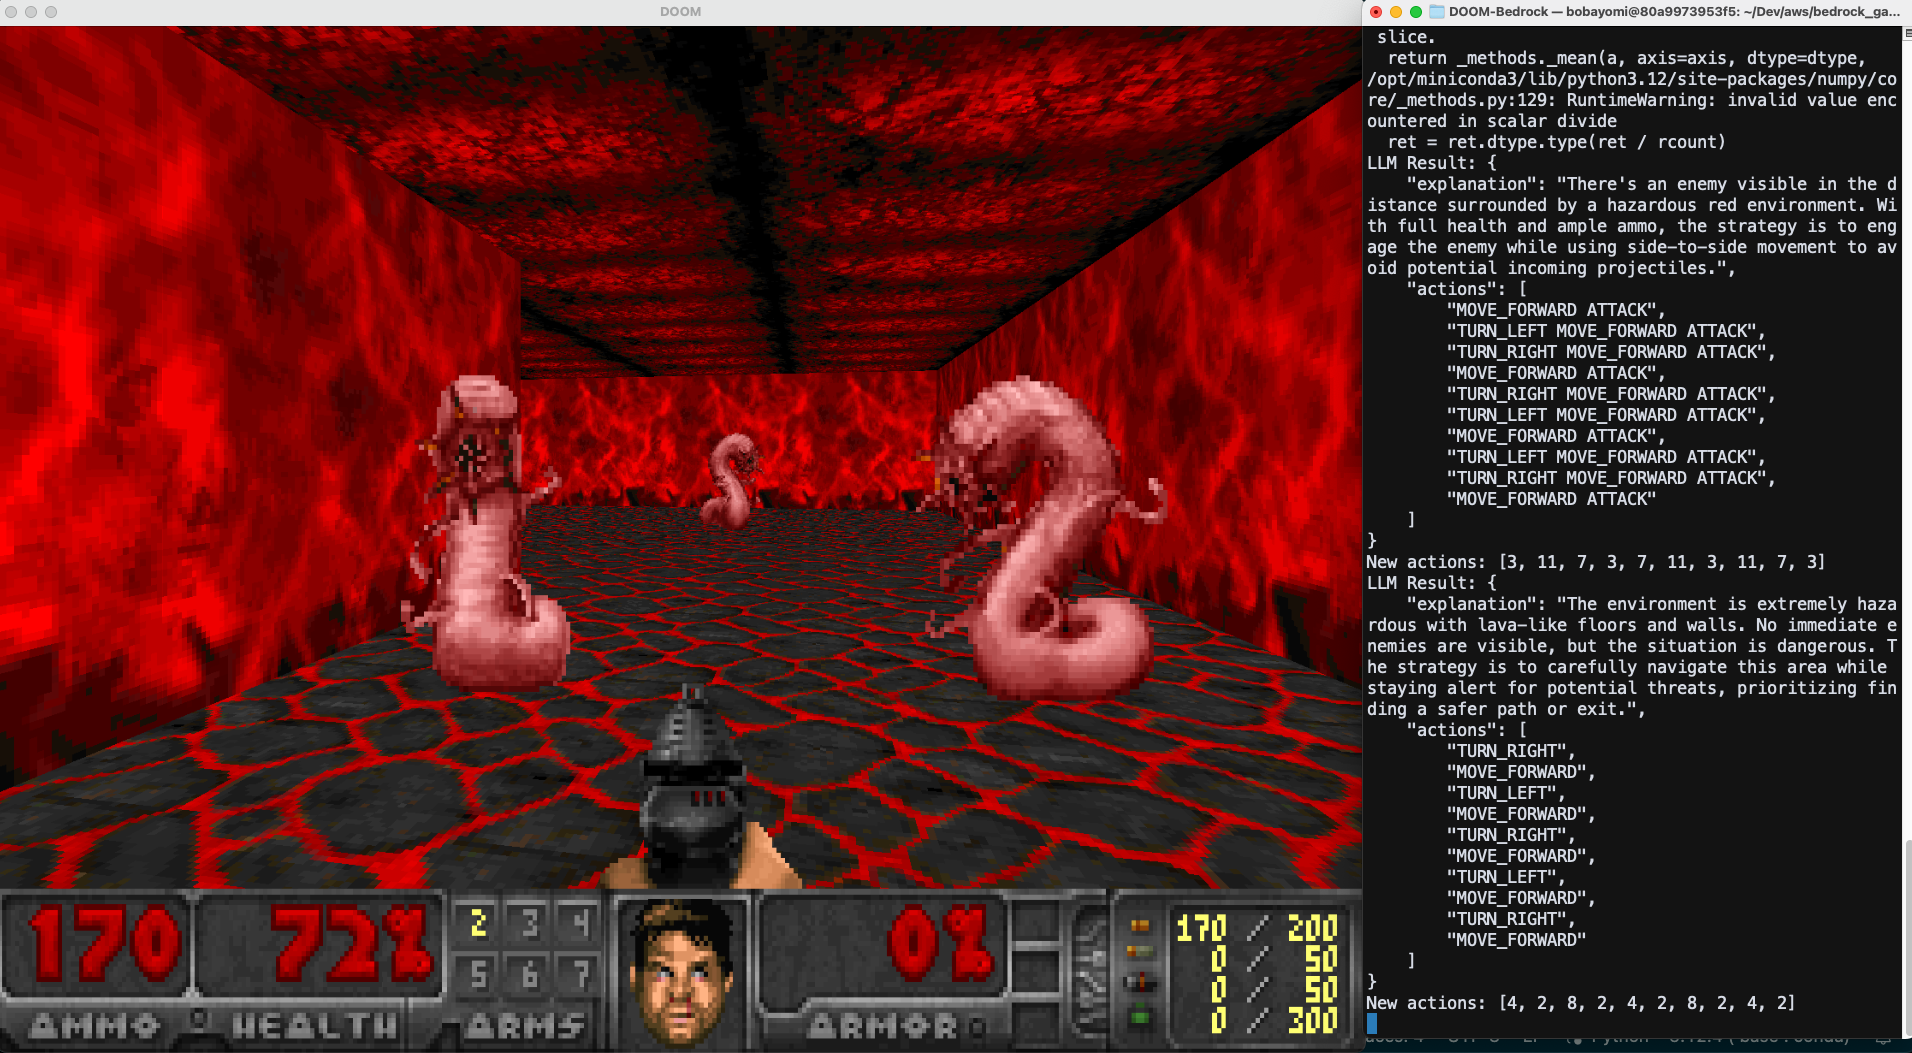 DOOM
DOOM-Bedrock — bobayomi@80a9973953f5: ~/Dev/aws/bedrock_ga...
slice.
return _methods._mean(a, axis=axis, dtype=dtype,
/opt/miniconda3/lib/python3.12/site-packages/numpy/co
re/_methods.py:129: RuntimeWarning: invalid value enc
ountered in scalar divide
ret = ret.dtype.type(ret / rcount)
LLM Result: {
"explanation": "There's an enemy visible in the d
istance surrounded by a hazardous red environment. Wi
th full health and ample ammo, the strategy is to eng
age the enemy while using side-to-side movement to av
oid potential incoming projectiles.",
"actions": [
"MOVE_FORWARD ATTACK",
"TURN_LEFT MOVE_FORWARD ATTACK",
"TURN_RIGHT MOVE_FORWARD ATTACK",
"MOVE_FORWARD ATTACK",
"TURN_RIGHT MOVE_FORWARD ATTACK",
"TURN_LEFT MOVE_FORWARD ATTACK",
"MOVE_FORWARD ATTACK",
"TURN_LEFT MOVE_FORWARD ATTACK",
"TURN_RIGHT MOVE_FORWARD ATTACK",
"MOVE_FORWARD ATTACK"
]
}
New actions: [3, 11, 7, 3, 7, 11, 3, 11, 7, 3]
LLM Result: {
"explanation": "The environment is extremely haza
rdous with lava-like floors and walls. No immediate e
nemies are visible, but the situation is dangerous. T
he strategy is to carefully navigate this area while
staying alert for potential threats, prioritizing fin
ding a safer path or exit.",
"actions": [
"TURN_RIGHT",
"MOVE_FORWARD",
"TURN_LEFT",
"MOVE_FORWARD",
"TURN_RIGHT",
"MOVE_FORWARD",
"TURN_LEFT",
"MOVE_FORWARD",
"TURN_RIGHT",
"MOVE_FORWARD"
]
}
New actions: [4, 2, 8, 2, 4, 2, 8, 2, 4, 2]
170
AMMO
72%
HEALTH
2 3 4
5 6 7
ARMS
0%
ARMOR
170 / 200
0 / 50
0 / 50
0 / 300